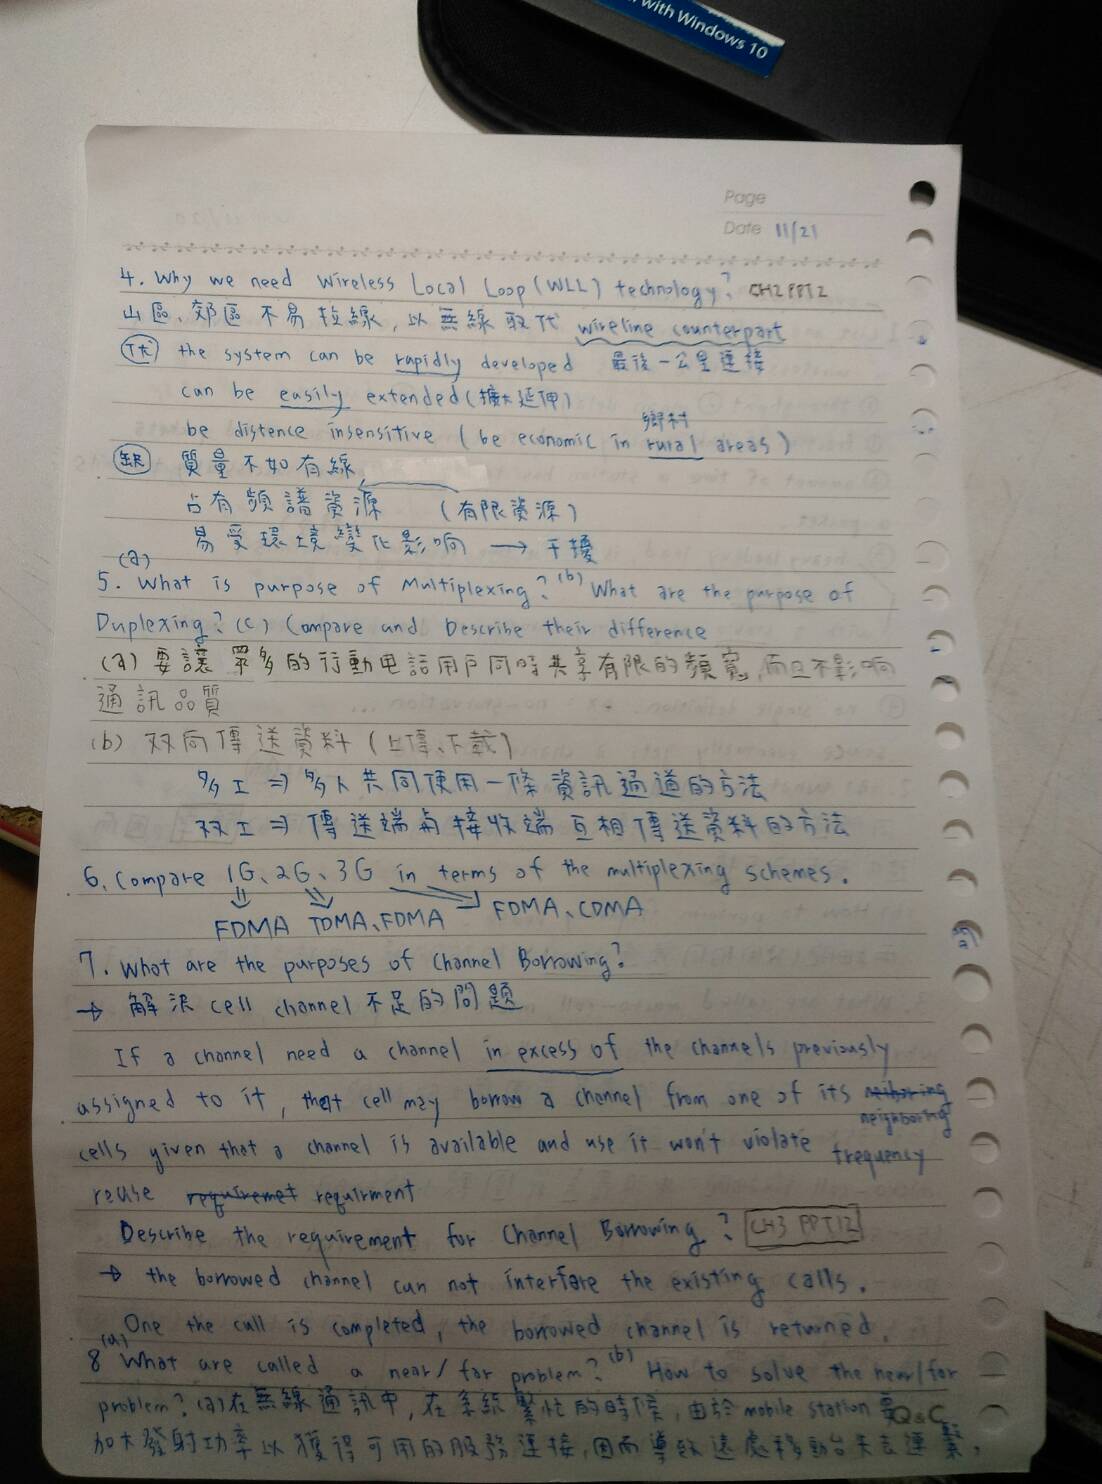 with Windows 10
Page
Date 11/21
4. Why we need Wireless Local Loop (WLL) technology? CH2 PPT2
山區、郊區不易拉線, 以無線取代 wireline counterpart
優 the system can be rapidly developed 最後一公里連接
can be easily extended (擴大延伸)
鄉村
be distence insensitive (be economic in rural areas)
缺 質量不如有線
占有頻譜資源 (有限資源)
易受環境變化影响 → 干擾
(a)
5. What is purpose of Multiplexing? (b) What are the purpose of
Duplexing? (c) Compare and Describe their difference
(a) 要讓眾多的行動电話用戶同時共享有限的頻寬, 而且不影响
通訊品質
(b) 双向傳送資料 (上傳、下載)
多工 ⇒ 多人共同使用一條資訊通道的方法
双工 ⇒ 傳送端與接收端互相傳送資料的方法
6. Compare 1G、2G、3G in terms of the multiplexing schemes.
FDMA TDMA、FDMA FDMA、CDMA
7. What are the purposes of Channel Borrowing?
→ 解決 cell channel 不足的問題
If a channel need a channel in excess of the channels previously
assigned to it, that cell may borrow a channel from one of its
neighboring
cells given that a channel is available and use it won't violate frequency
reuse requiremet requirment
Describe the requirement for Channel Borrowing? CH3 PPT12
→ the borrowed channel can not interfare the existing calls.
One the call is completed, the borrowed channel is returned.
(a)
8 What are called a near/far problem? (b) How to solve the near/far
problem? (a) 在無線通訊中, 在系統繁忙的時候, 由於 mobile station 要
Q&C
加大發射功率以獲得可用的服務連接, 因而導致遠處移動台失去連繫,